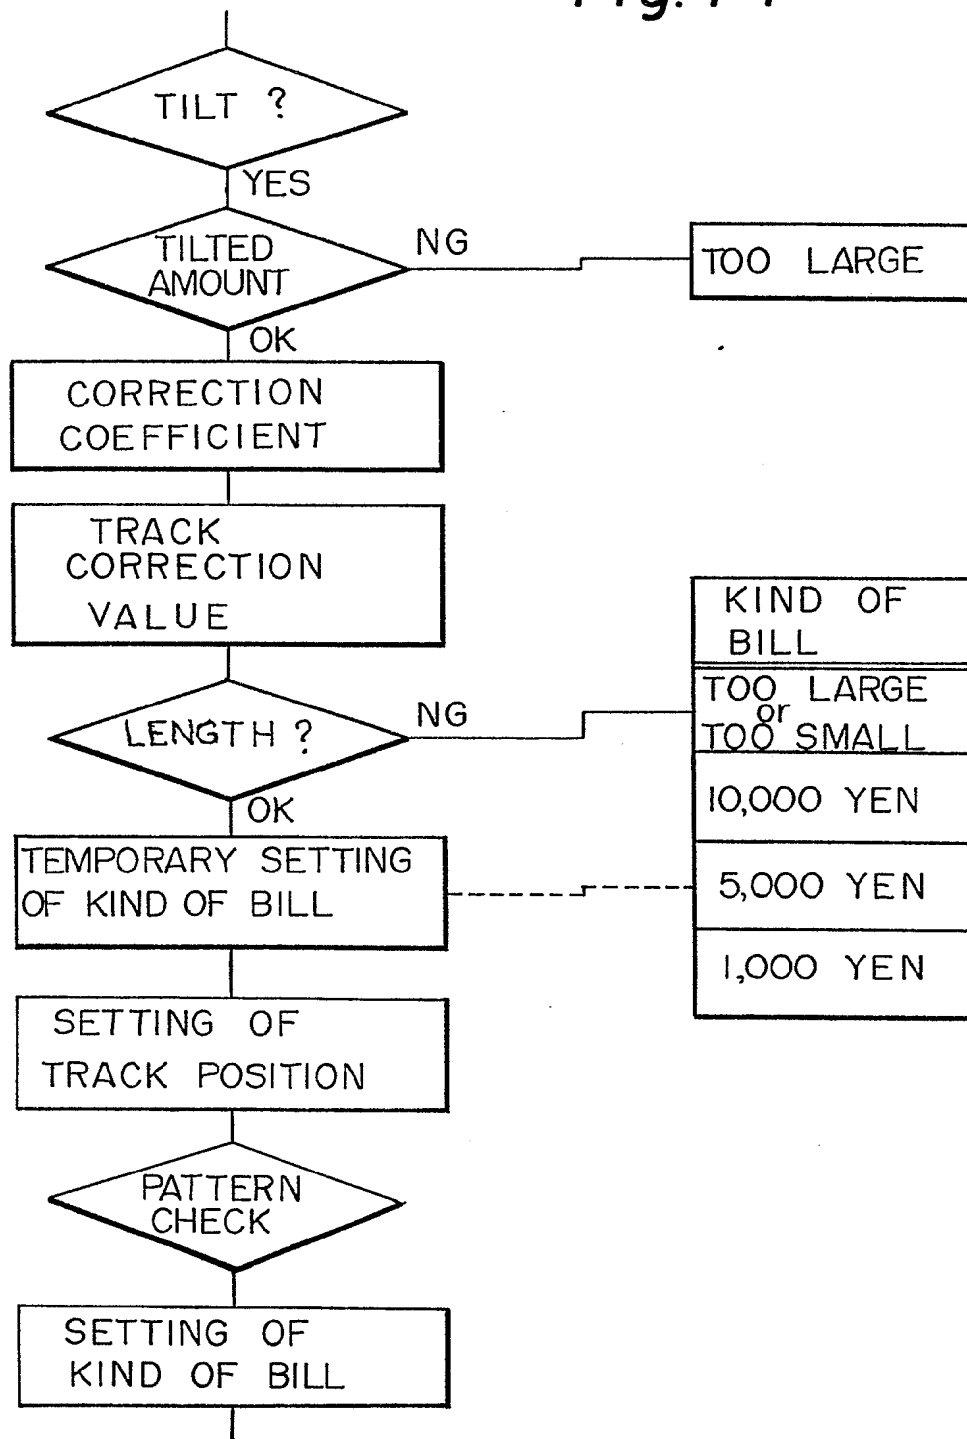 TILT ?
YES
TILTED
AMOUNT
NG
TOO LARGE
OK
CORRECTION
COEFFICIENT
TRACK
CORRECTION
VALUE
LENGTH ?
NG
KIND OF
BILL
TOO LARGE
or
TOO SMALL
10,000 YEN
5,000 YEN
1,000 YEN
OK
TEMPORARY SETTING
OF KIND OF BILL
SETTING OF
TRACK POSITION
PATTERN
CHECK
SETTING OF
KIND OF BILL